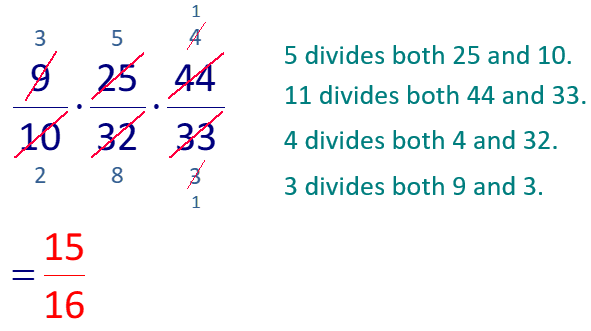 1
3 5 4
9 25 44
· ·
10 32 33
2 8 3
1
5 divides both 25 and 10.
11 divides both 44 and 33.
4 divides both 4 and 32.
3 divides both 9 and 3.
15
=
16